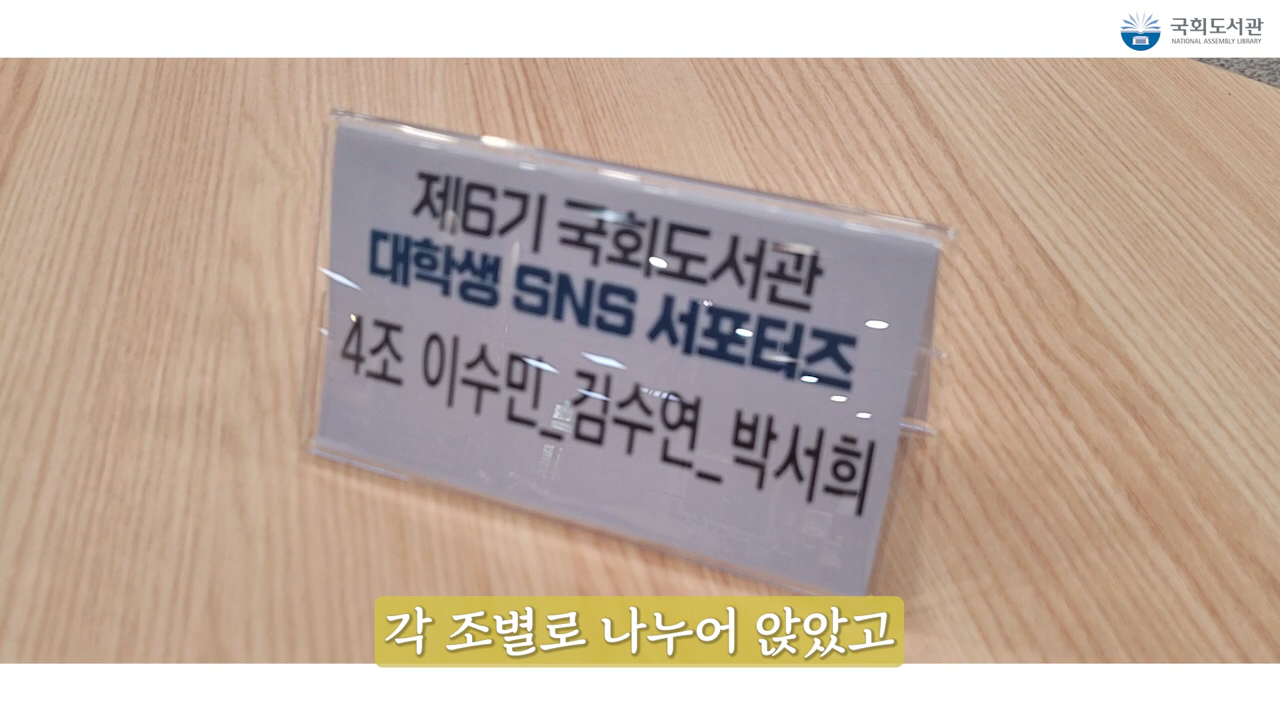 국회도서관
NATIONAL ASSEMBLY LIBRARY
제6기 국회도서관
대학생 SNS 서포터즈
4조 이수민_김수연_박서희
각 조별로 나누어 앉았고